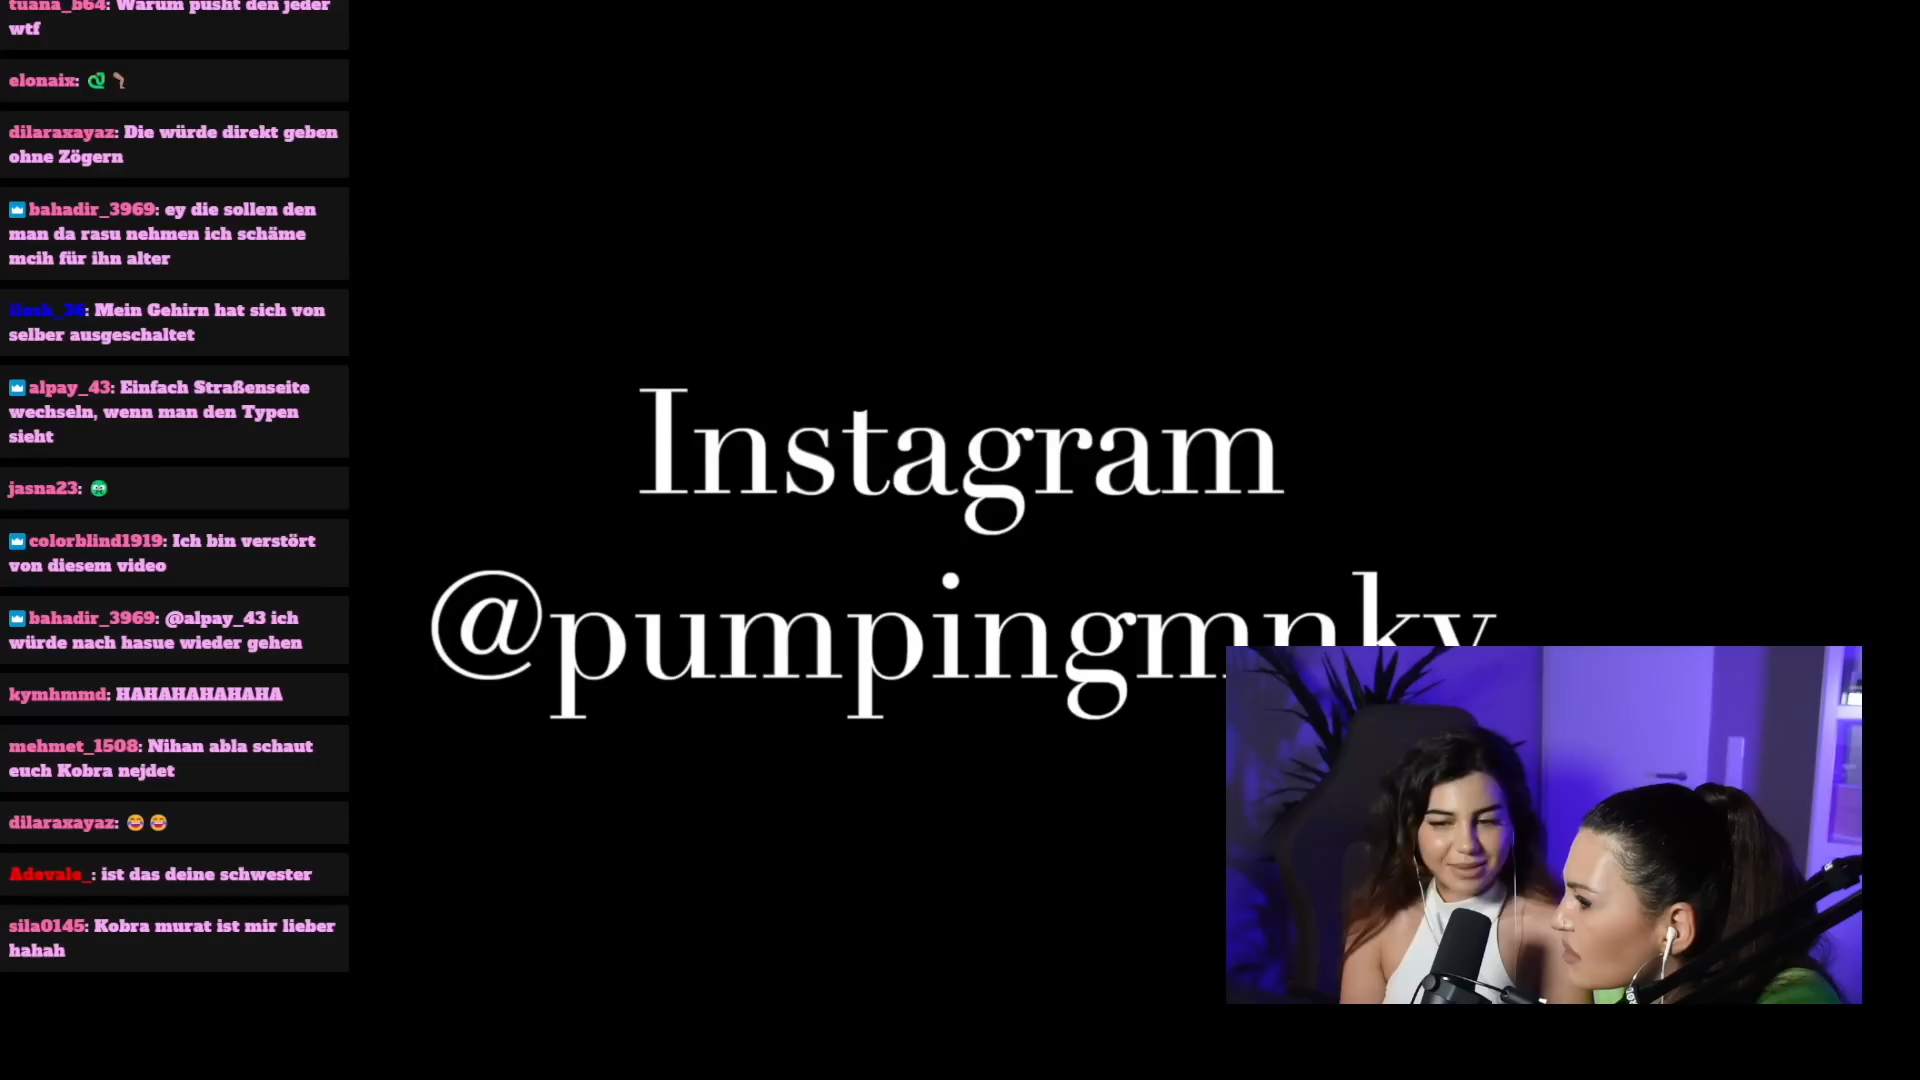 tuana_b64: Warum pusht den jeder
wtf
elonaix:
dilaraxayaz: Die würde direkt geben
ohne Zögern
bahadir_3969: ey die sollen den
man da rasu nehmen ich schäme
mcih für ihn alter
: Mein Gehirn hat sich von
selber ausgeschaltet
alpay_43: Einfach Straßenseite
wechseln, wenn man den Typen
sieht
jasna23:
colorblind1919: Ich bin verstört
von diesem video
bahadir_3969: @alpay_43 ich
würde nach hasue wieder gehen
kymhmmd: HAHAHAHAHAHA
mehmet_1508: Nihan abla schaut
euch Kobra nejdet
dilaraxayaz: 😂 😂
Adevale_: ist das deine schwester
sila0145: Kobra murat ist mir lieber
hahah
Instagram
@pumpingmnky